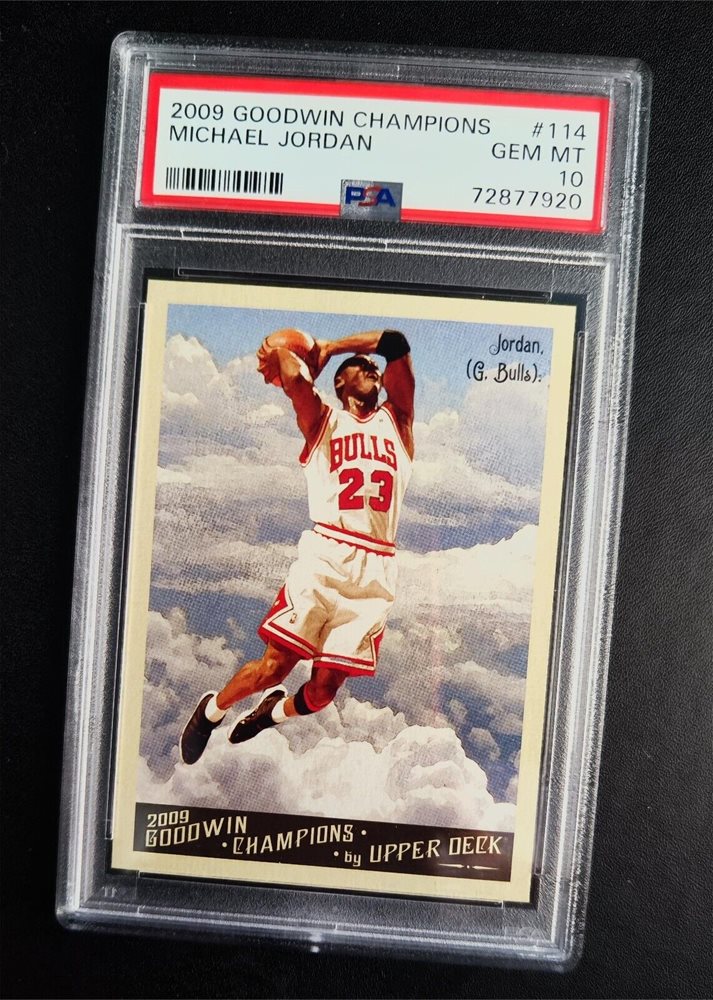 2009 GOODWIN CHAMPIONS #114
MICHAEL JORDAN GEM MT
10
PSA 72877920
Jordan,
(G. Bulls).
BULLS
23
2009
GOODWIN
• CHAMPIONS •
• by UPPER DECK